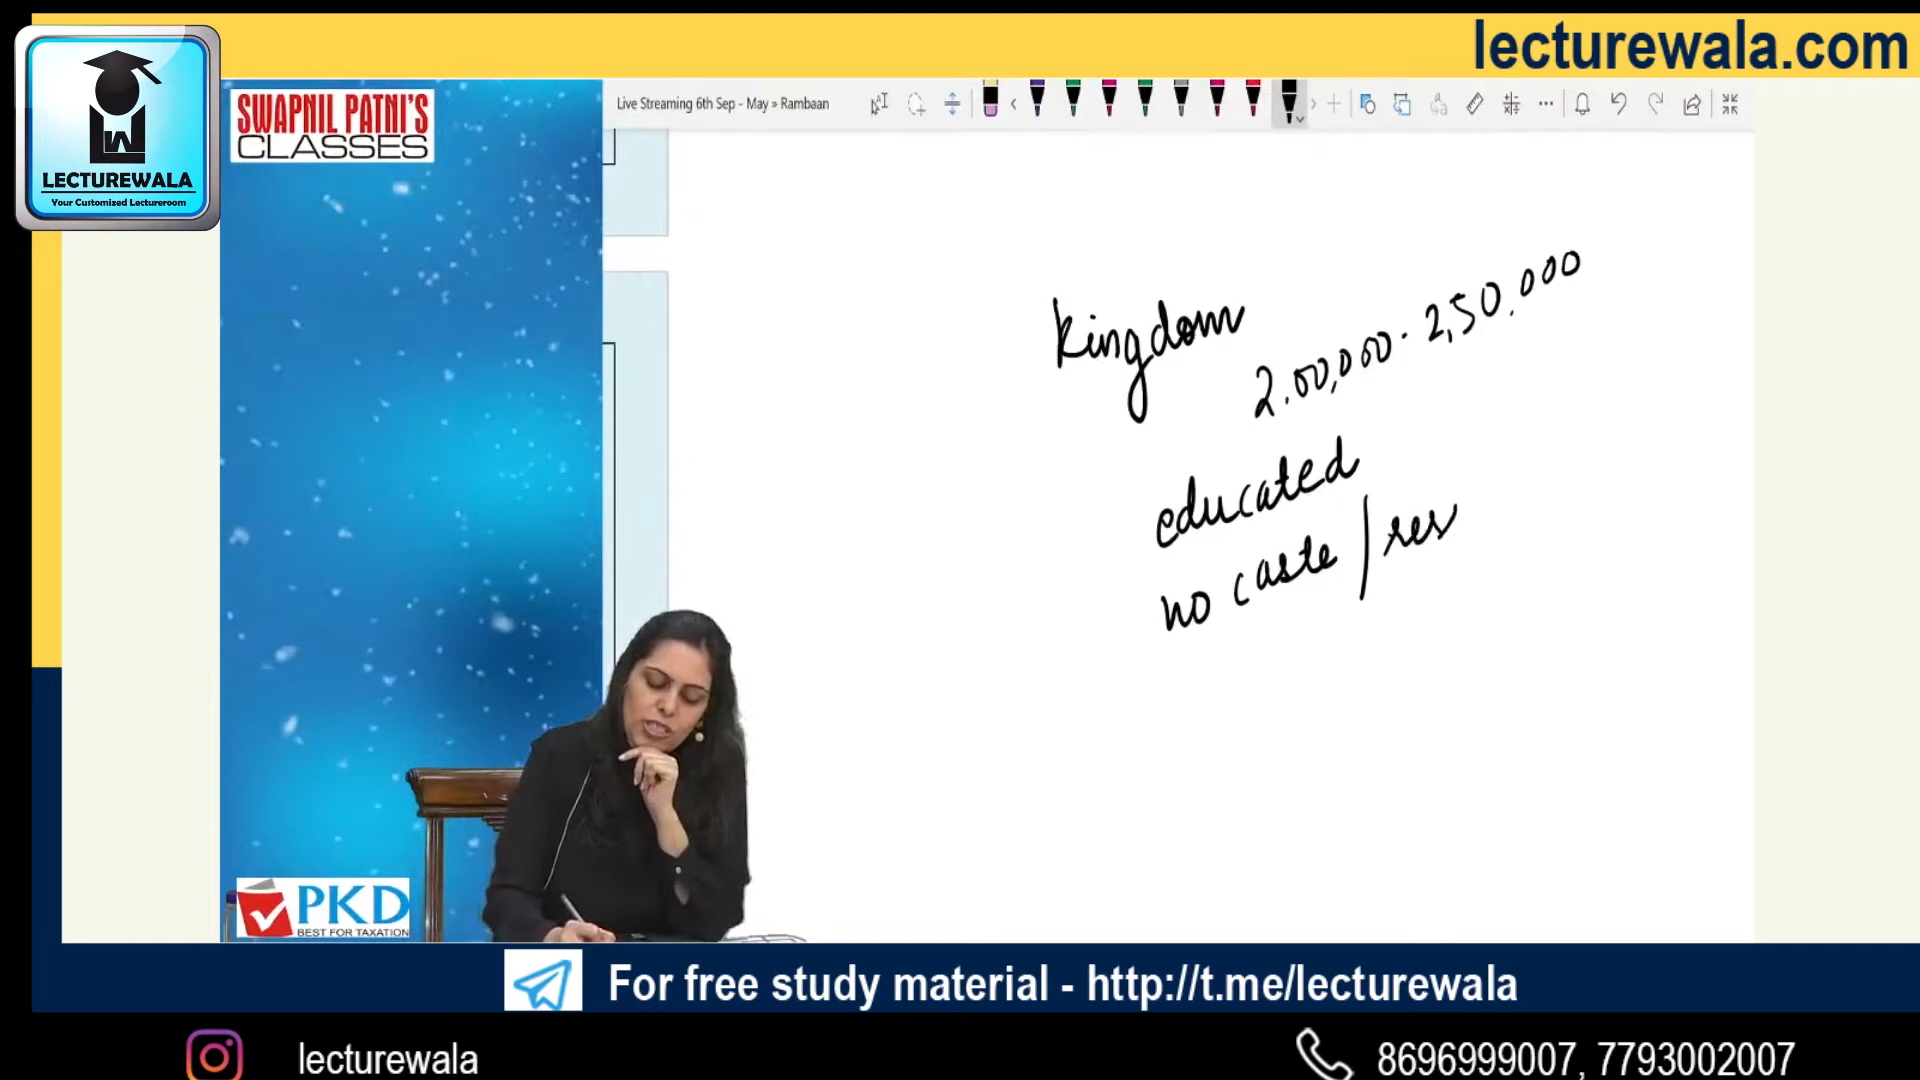 lecturewala.com
LW
LECTUREWALA
Your Customized Lectureroom
SWAPNIL PATNI'S
CLASSES
Live Streaming 6th Sep - May » Rambaan
Kingdom
2.00,000 - 2,50,000
educated
no caste / res
PKD
BEST FOR TAXATION
For free study material - http://t.me/lecturewala
lecturewala
8696999007, 7793002007